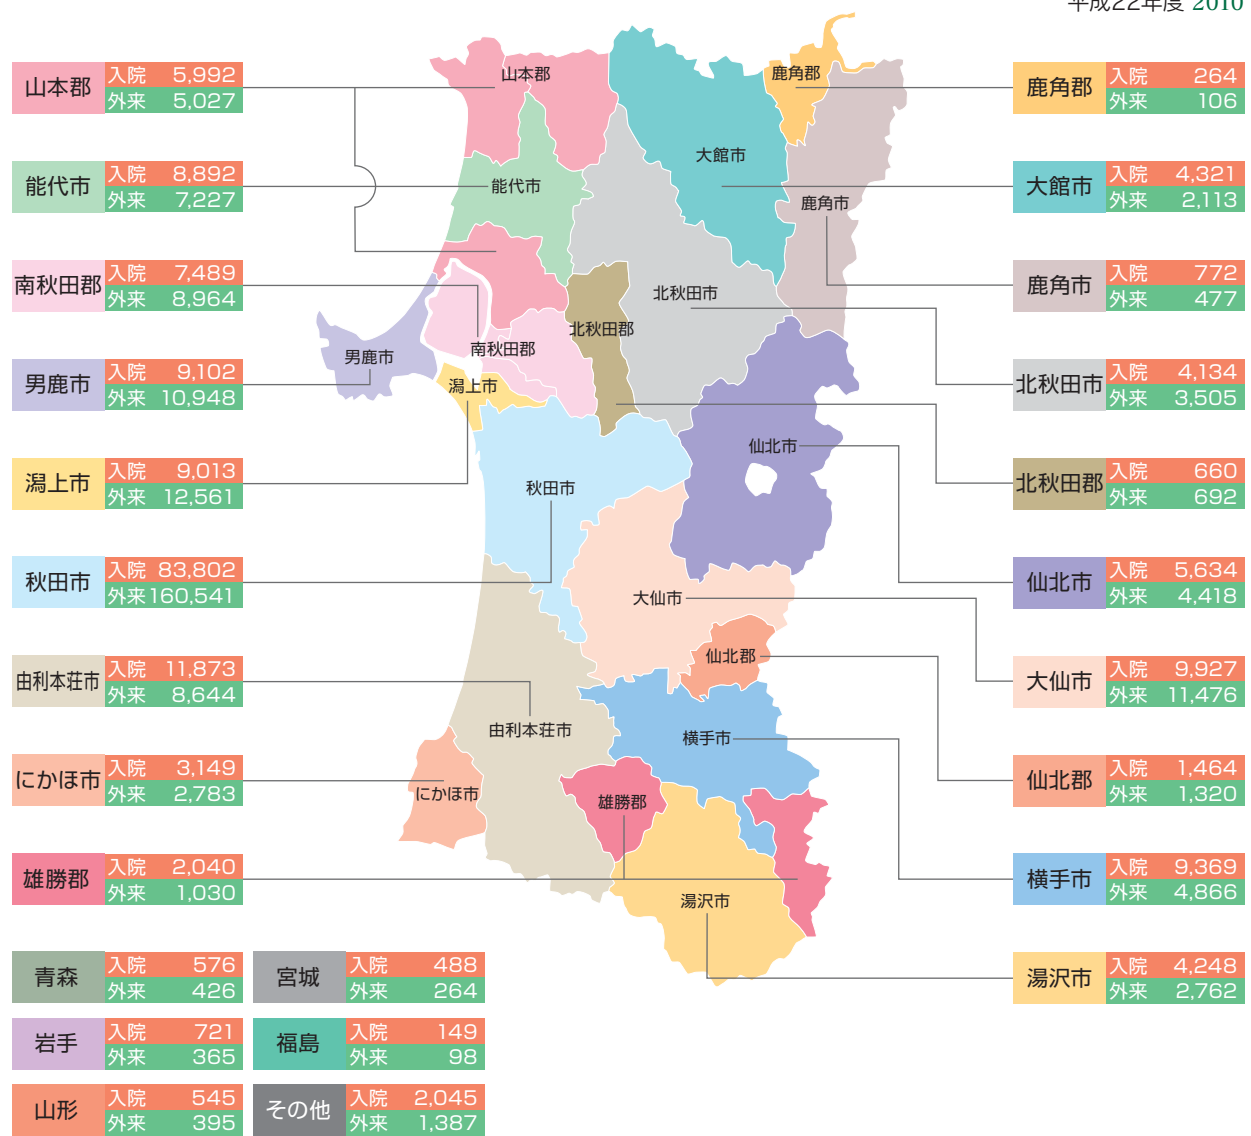 平成22年度 2010
山本郡 入院 5,992
外来 5,027
能代市 入院 8,892
外来 7,227
南秋田郡 入院 7,489
外来 8,964
男鹿市 入院 9,102
外来 10,948
潟上市 入院 9,013
外来 12,561
秋田市 入院 83,802
外来 160,541
由利本荘市 入院 11,873
外来 8,644
にかほ市 入院 3,149
外来 2,783
雄勝郡 入院 2,040
外来 1,030
青森 入院 576
外来 426
岩手 入院 721
外来 365
山形 入院 545
外来 395
宮城 入院 488
外来 264
福島 入院 149
外来 98
その他 入院 2,045
外来 1,387
山本郡
鹿角郡
大館市
能代市
鹿角市
北秋田市
北秋田郡
南秋田郡
男鹿市
潟上市
仙北市
秋田市
大仙市
仙北郡
由利本荘市
横手市
にかほ市
雄勝郡
湯沢市
鹿角郡 入院 264
外来 106
大館市 入院 4,321
外来 2,113
鹿角市 入院 772
外来 477
北秋田市 入院 4,134
外来 3,505
北秋田郡 入院 660
外来 692
仙北市 入院 5,634
外来 4,418
大仙市 入院 9,927
外来 11,476
仙北郡 入院 1,464
外来 1,320
横手市 入院 9,369
外来 4,866
湯沢市 入院 4,248
外来 2,762